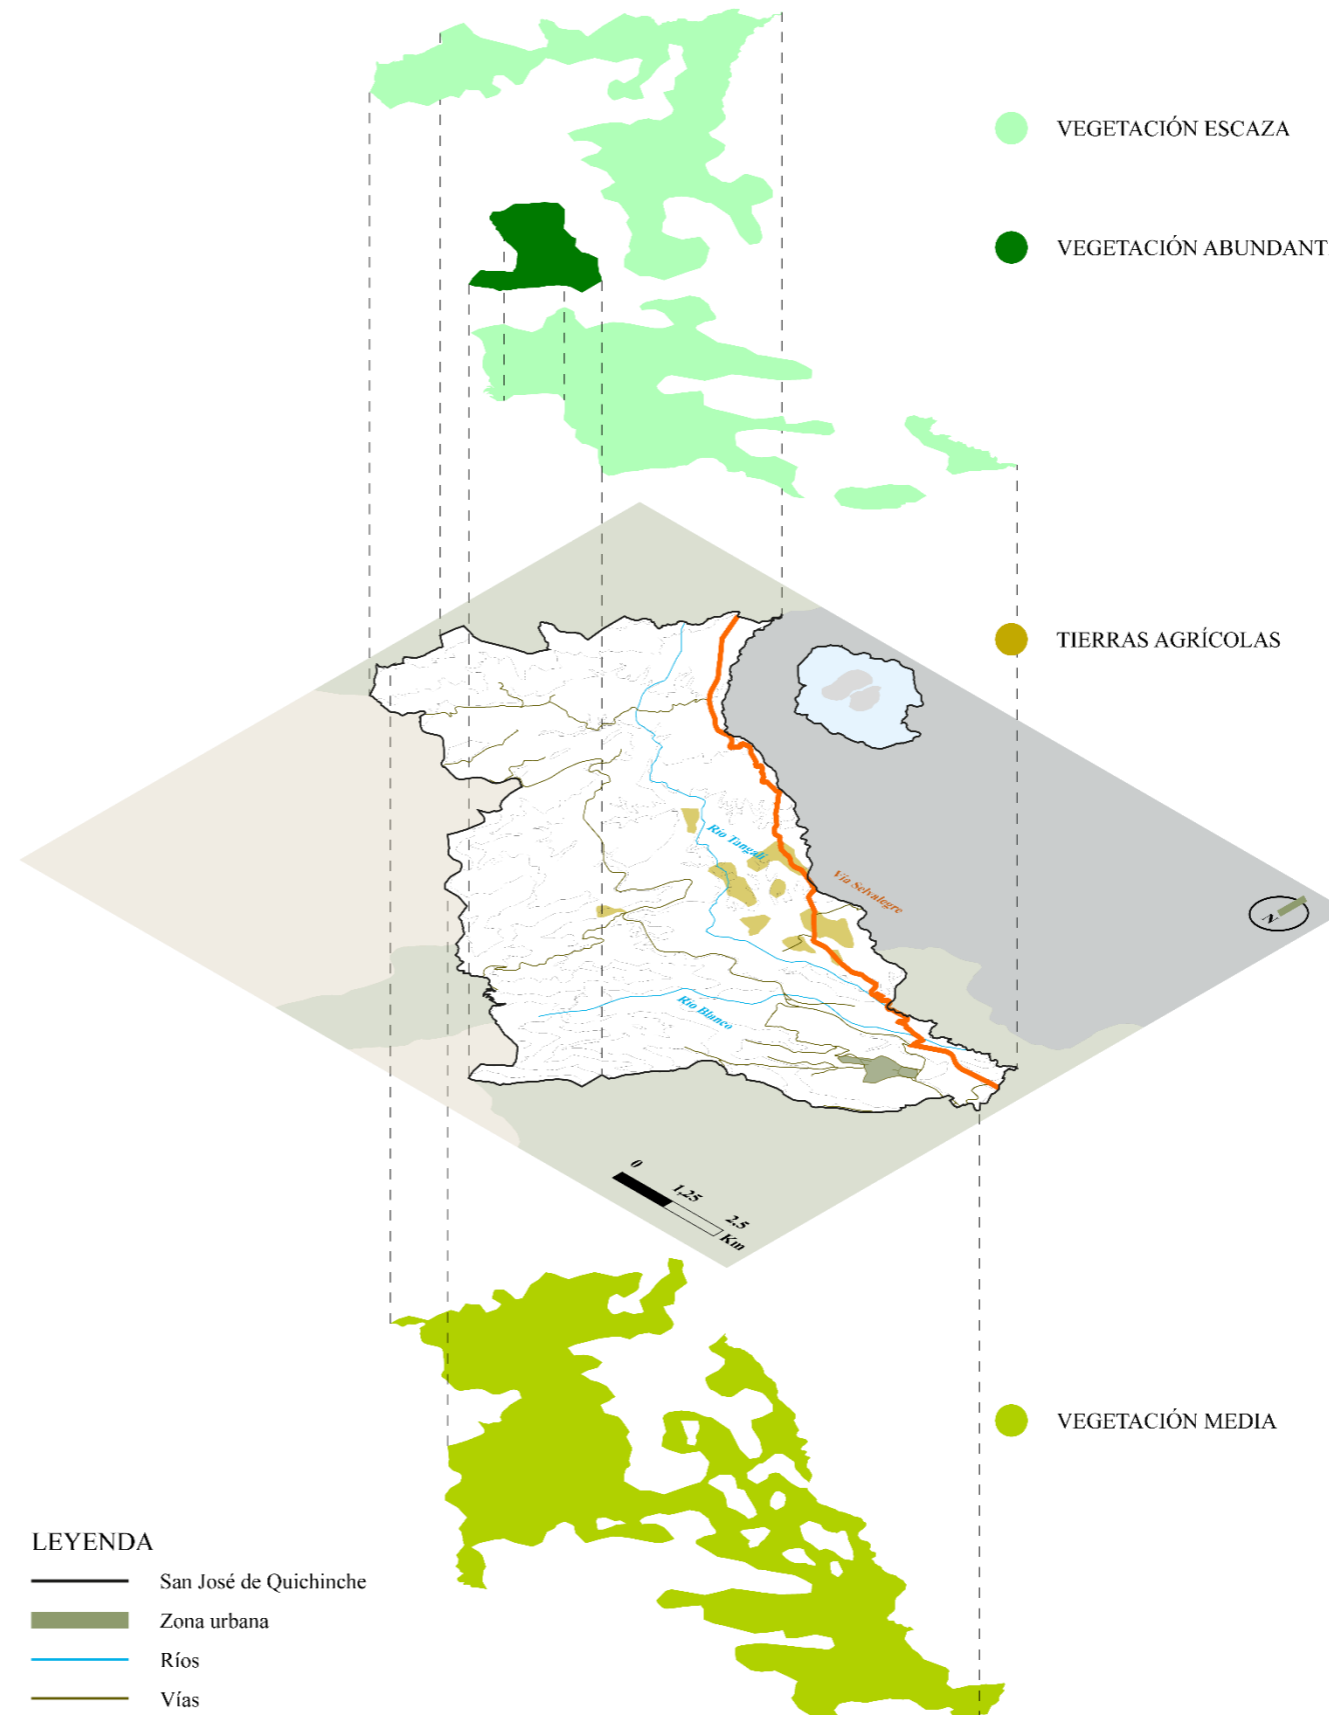 VEGETACIÓN ESCAZA
VEGETACIÓN ABUNDANT
TIERRAS AGRÍCOLAS
Río Tangalí
Vía Selvalegre
N
Río Blanco
0
1,25
2,5
Km
VEGETACIÓN MEDIA
LEYENDA
San José de Quichinche
Zona urbana
Ríos
Vías